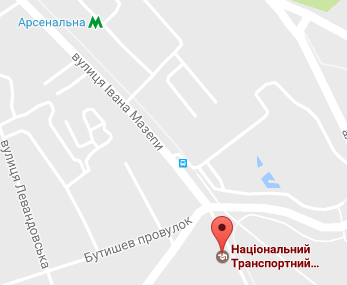 Арсенальна
вулиця Івана Мазепи
вулиця Левандовська
Бутишев провулок
Національний
Транспортний...